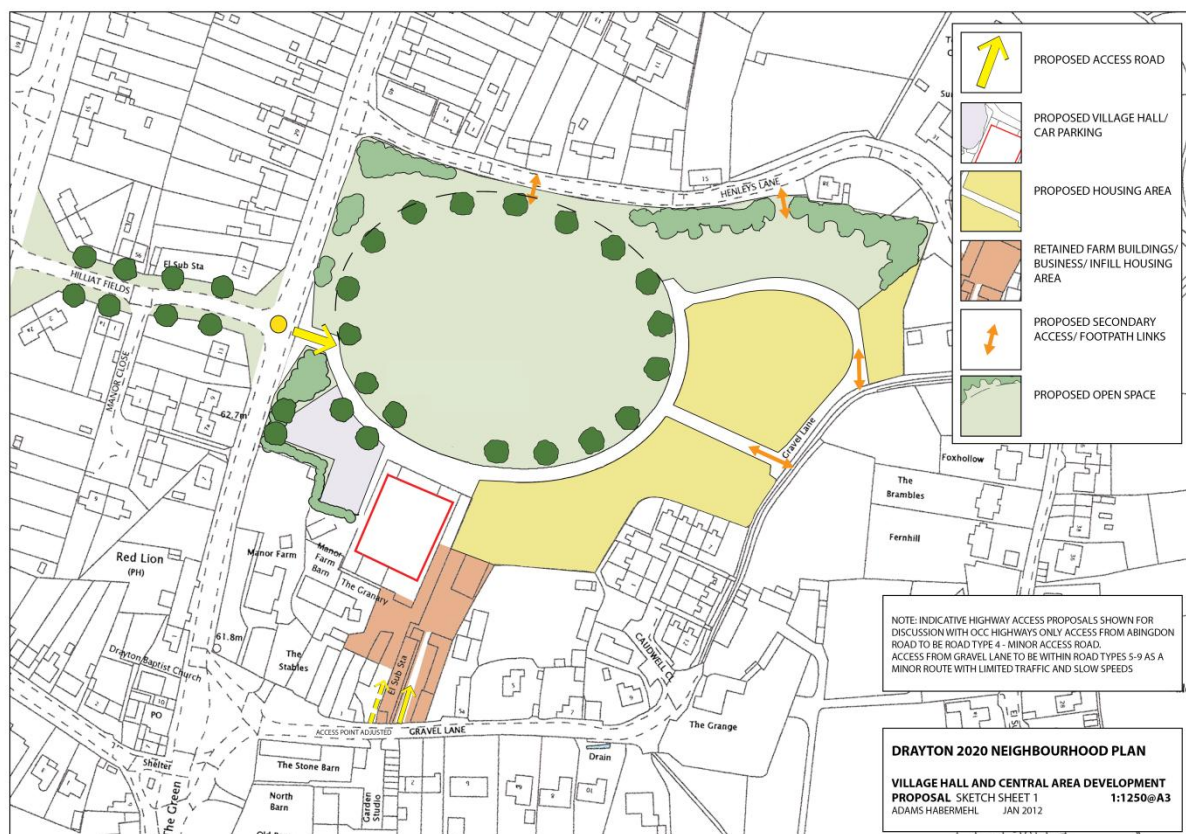 PROPOSED ACCESS ROAD
PROPOSED VILLAGE HALL/
CAR PARKING
PROPOSED HOUSING AREA
RETAINED FARM BUILDINGS/
BUSINESS/ INFILL HOUSING
AREA
PROPOSED SECONDARY
ACCESS/ FOOTPATH LINKS
PROPOSED OPEN SPACE
HENLEYS LANE
El Sub Sta
HILLIAT FIELDS
MANOR CLOSE
62.7m
Gravel Lane
Foxhollow
The
Brambles
Fernhill
Red Lion
(PH)
Manor Farm
Manor
Farm
Barn
The Granary
61.8m
Drayton Baptist Church
The
Stables
El Sub Sta
CAUDWELL CL
PO
The Grange
ACCESS POINT ADJUSTED
GRAVEL LANE
Shelter
The Stone Barn
Drain
The Green
North
Barn
Garden
Studio
NOTE: INDICATIVE HIGHWAY ACCESS PROPOSALS SHOWN FOR
DISCUSSION WITH OCC HIGHWAYS ONLY ACCESS FROM ABINGDON
ROAD TO BE ROAD TYPE 4 - MINOR ACCESS ROAD.
ACCESS FROM GRAVEL LANE TO BE WITHIN ROAD TYPES 5-9 AS A
MINOR ROUTE WITH LIMITED TRAFFIC AND SLOW SPEEDS
DRAYTON 2020 NEIGHBOURHOOD PLAN
VILLAGE HALL AND CENTRAL AREA DEVELOPMENT
PROPOSAL SKETCH SHEET 1 1:1250@A3
ADAMS HABERMEHL JAN 2012